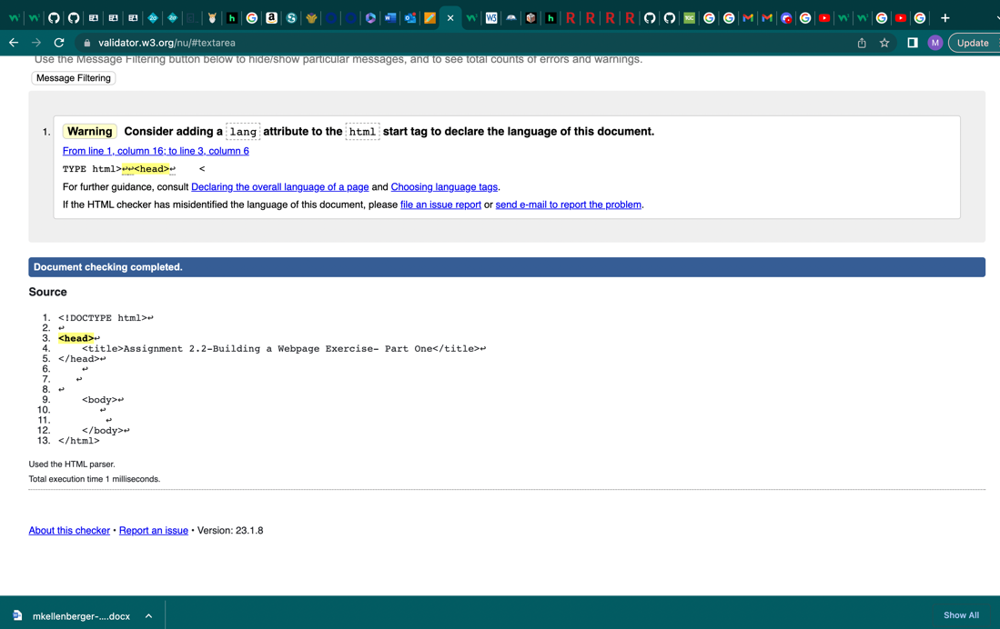 validator.w3.org/nu/#textarea
M
Update
Use the Message Filtering button below to hide/show particular messages, and to see total counts of errors and warnings.
Message Filtering
1. Warning Consider adding a lang attribute to the html start tag to declare the language of this document.
From line 1, column 16; to line 3, column 6
TYPE html>↩↩<head>↩    <
For further guidance, consult Declaring the overall language of a page and Choosing language tags.
If the HTML checker has misidentified the language of this document, please file an issue report or send e-mail to report the problem.
Document checking completed.
Source
1. <!DOCTYPE html>↩
2. ↩
3. <head>↩
4.     <title>Assignment 2.2-Building a Webpage Exercise- Part One</title>↩
5. </head>↩
6.     ↩
7.    ↩
8. ↩
9.     <body>↩
10.        ↩
11.         ↩
12.     </body>↩
13. </html>
Used the HTML parser.
Total execution time 1 milliseconds.
About this checker • Report an issue • Version: 23.1.8
mkellenberger-....docx
Show All